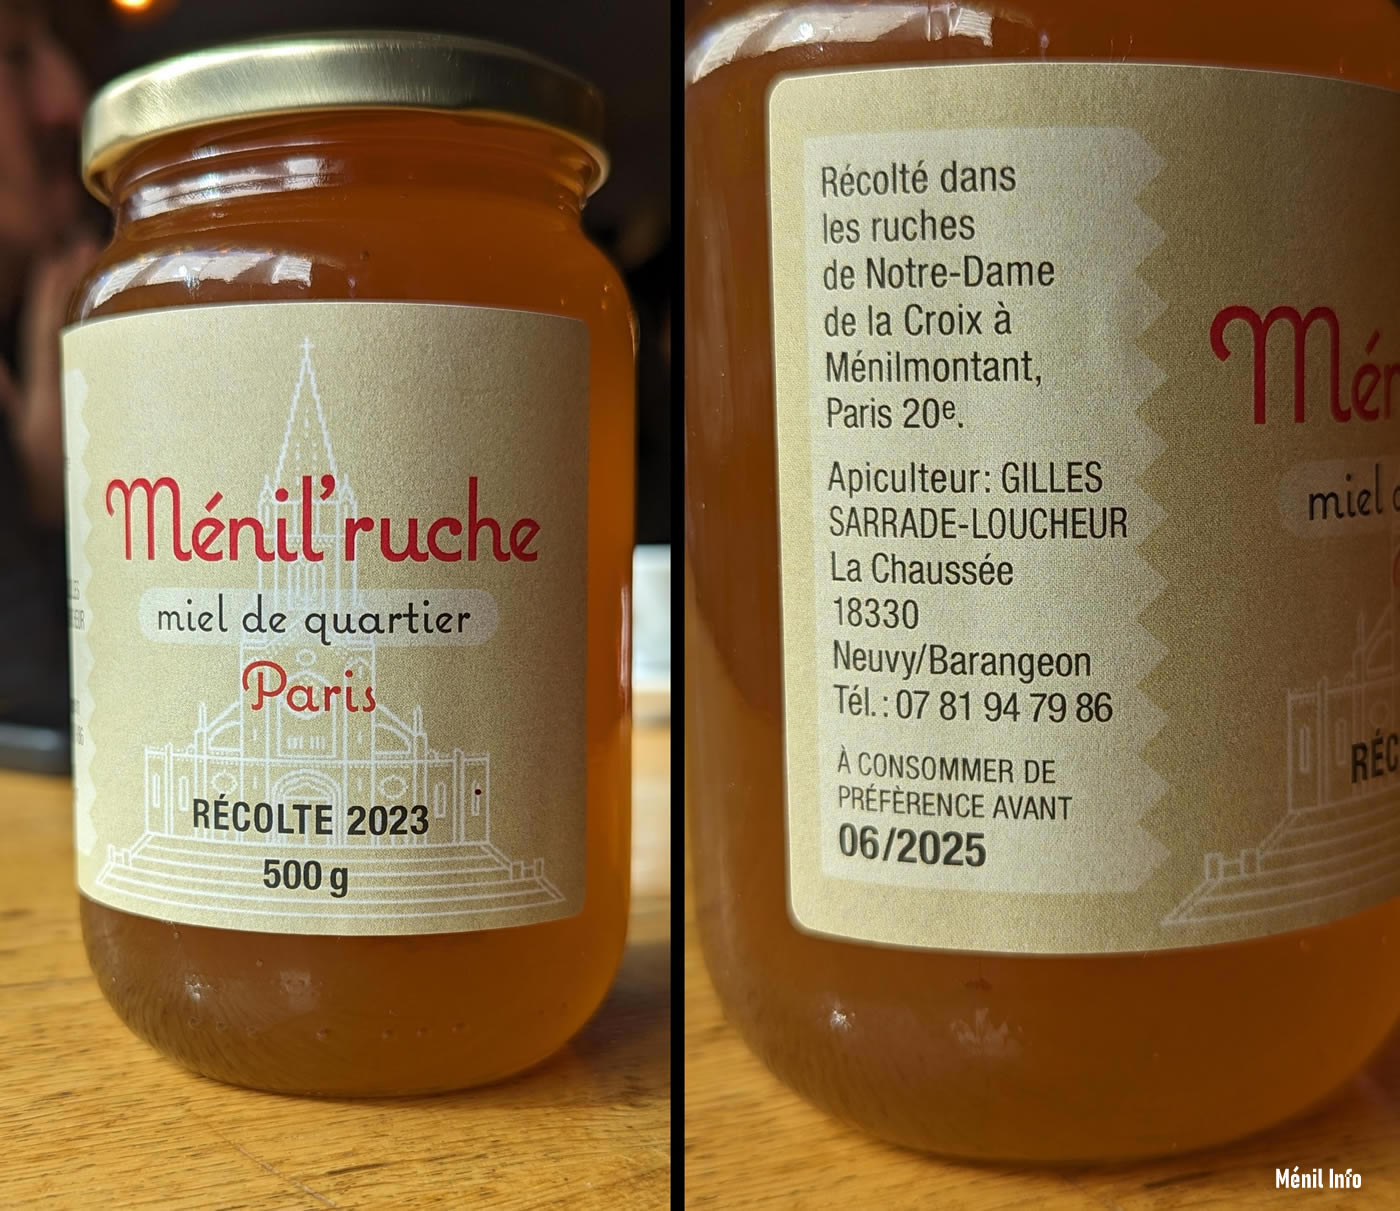 Ménil’ruche
miel de quartier
Paris
RÉCOLTE 2023
500 g
Récolté dans
les ruches
de Notre-Dame
de la Croix à
Ménilmontant,
Paris 20e.
Apiculteur: GILLES
SARRADE-LOUCHEUR
La Chaussée
18330
Neuvy/Barangeon
Tél.: 07 81 94 79 86
À CONSOMMER DE
PRÉFÈRENCE AVANT
06/2025
Mén
miel
RÉC
Ménil Info